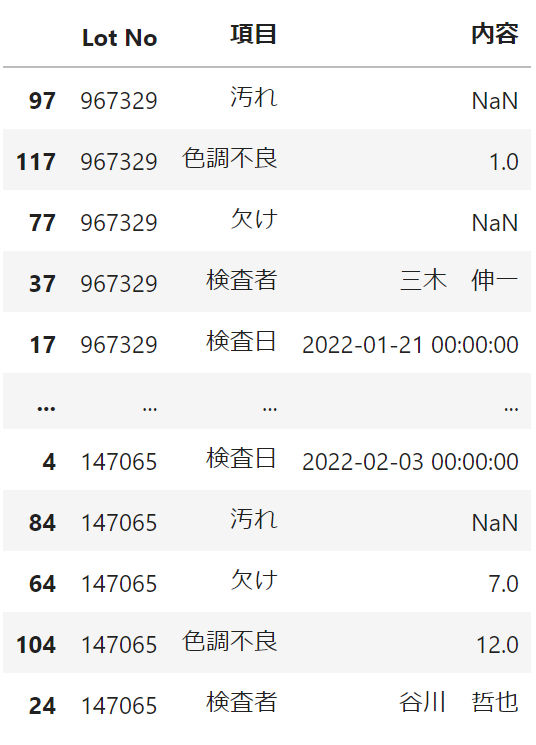 Lot No 項目 内容
97 967329 汚れ NaN
117 967329 色調不良 1.0
77 967329 欠け NaN
37 967329 検査者 三木　伸一
17 967329 検査日 2022-01-21 00:00:00
... ... ... ...
4 147065 検査日 2022-02-03 00:00:00
84 147065 汚れ NaN
64 147065 欠け 7.0
104 147065 色調不良 12.0
24 147065 検査者 谷川　哲也